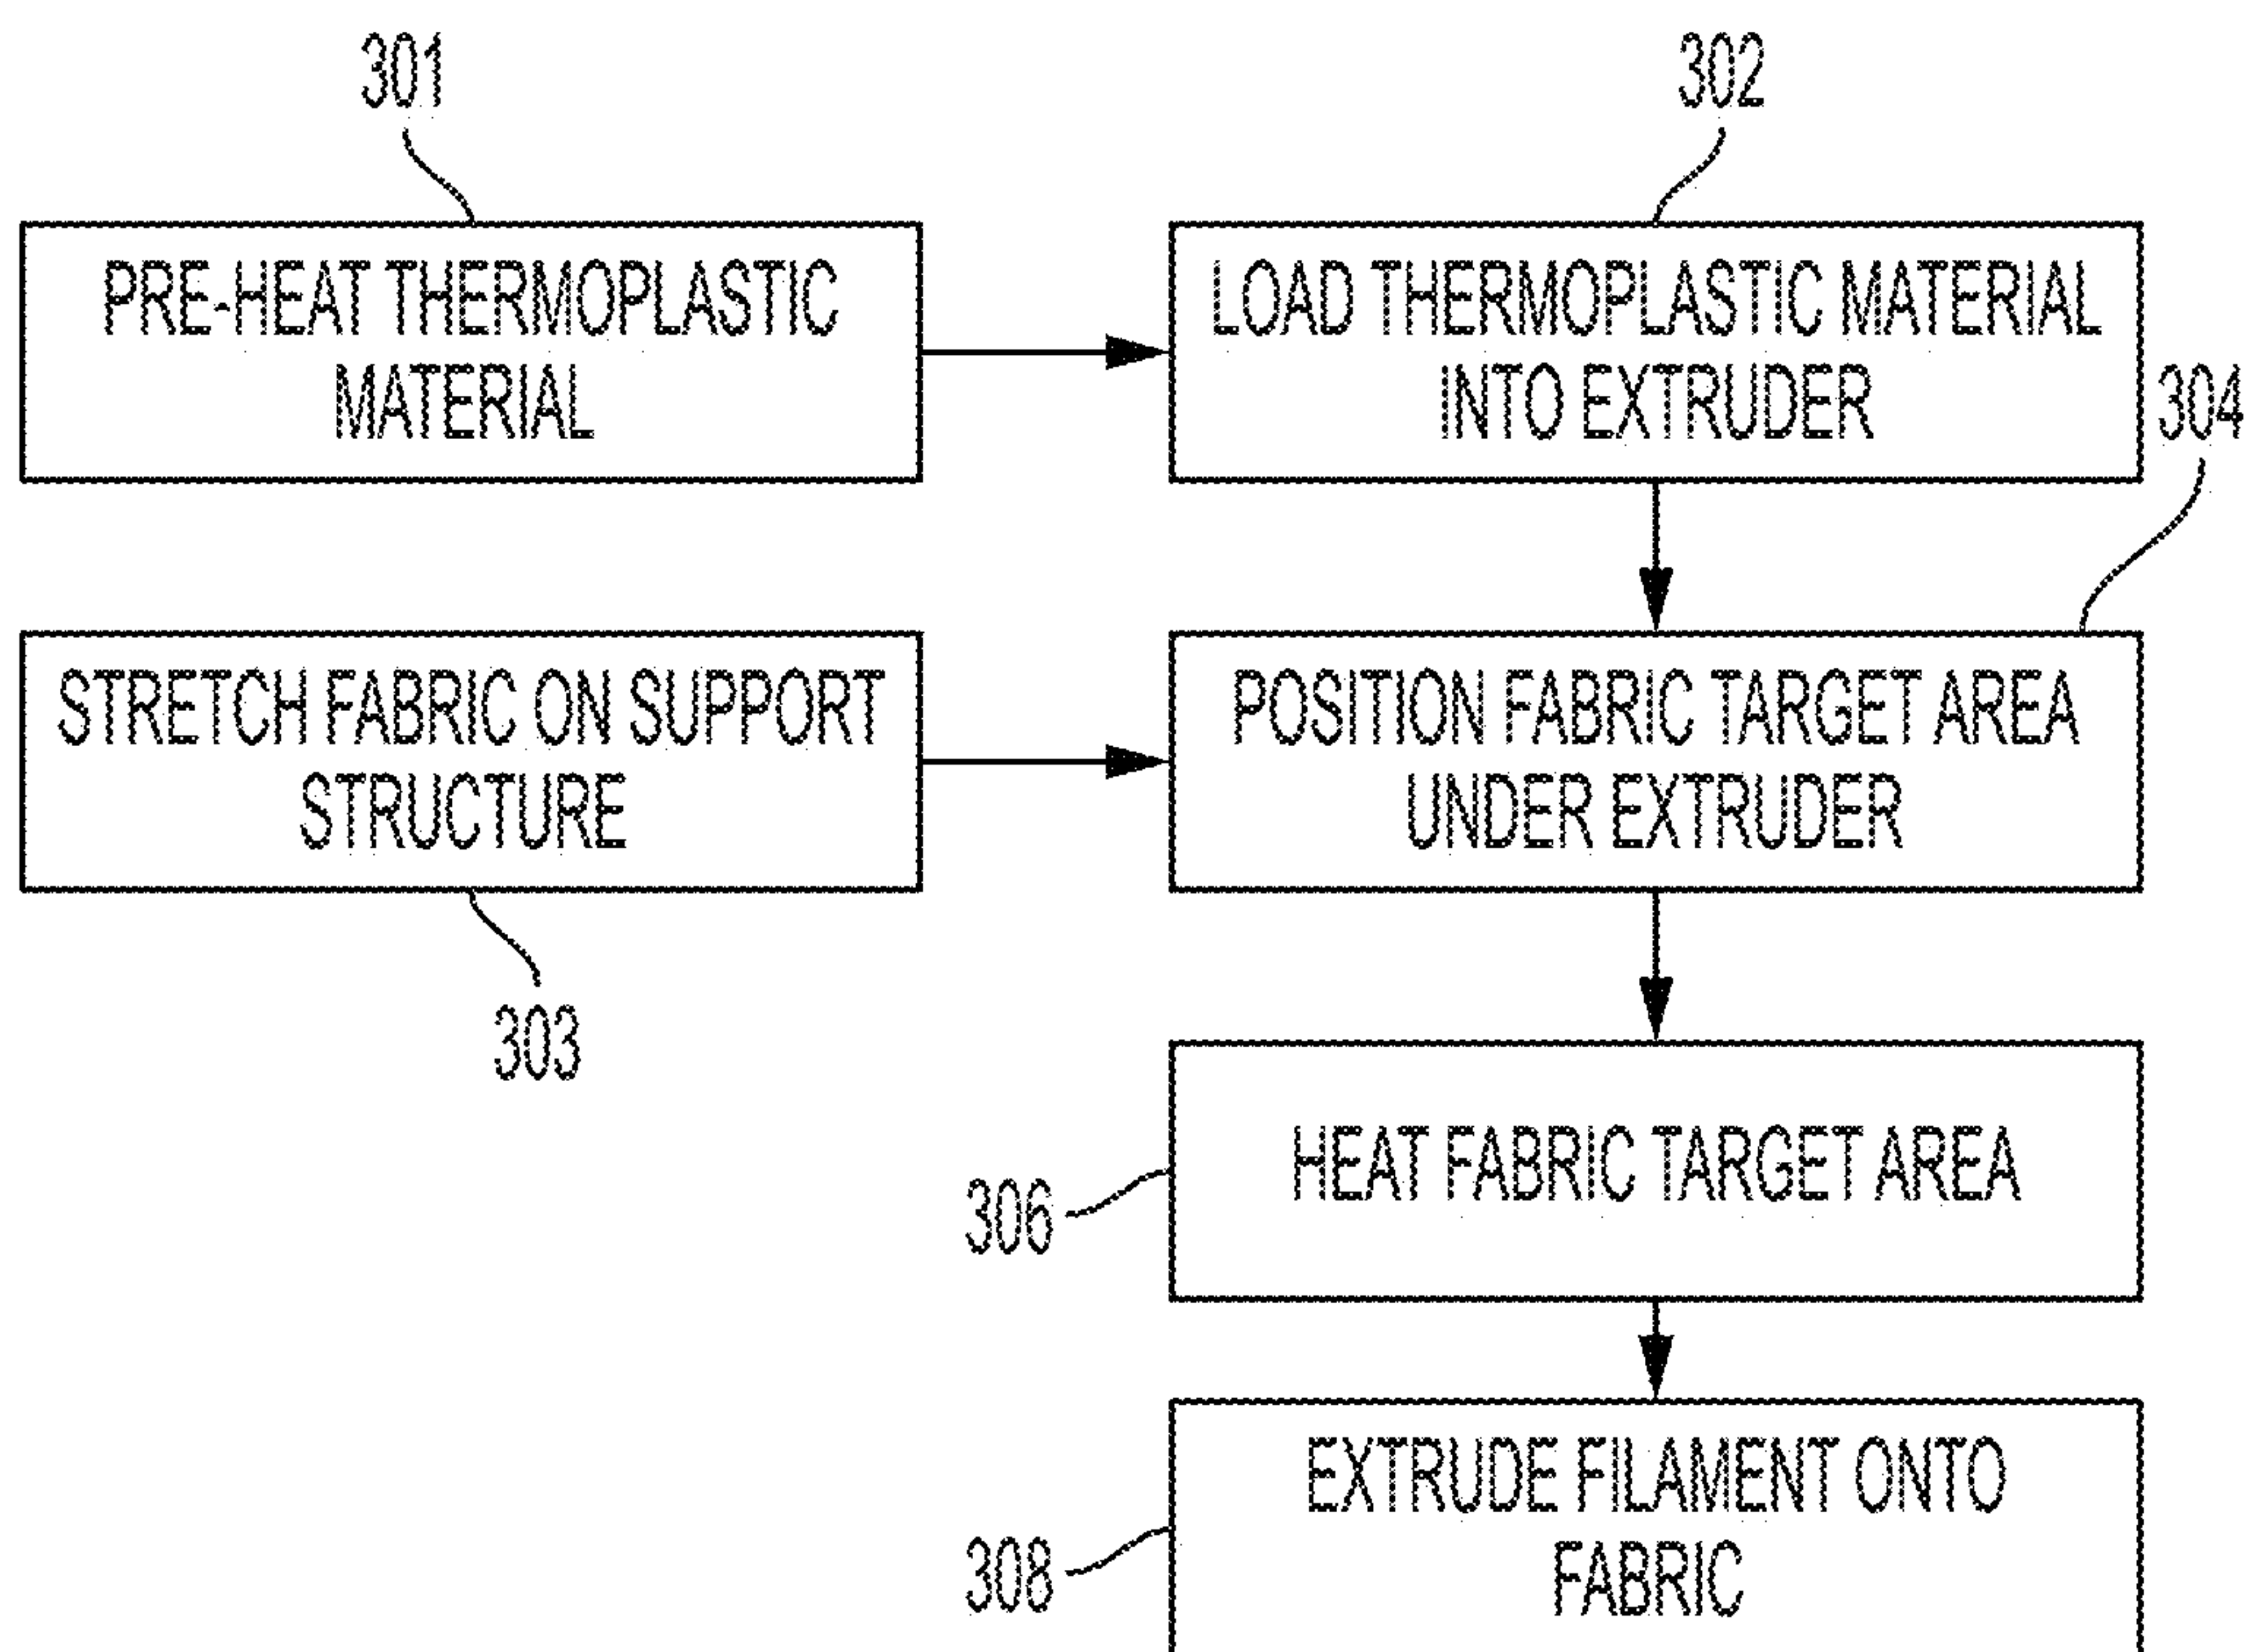 301
302
PRE-HEAT THERMOPLASTIC
MATERIAL
LOAD THERMOPLASTIC MATERIAL
INTO EXTRUDER
304
STRETCH FABRIC ON SUPPORT
STRUCTURE
303
POSITION FABRIC TARGET AREA
UNDER EXTRUDER
306
HEAT FABRIC TARGET AREA
308
EXTRUDE FILAMENT ONTO
FABRIC